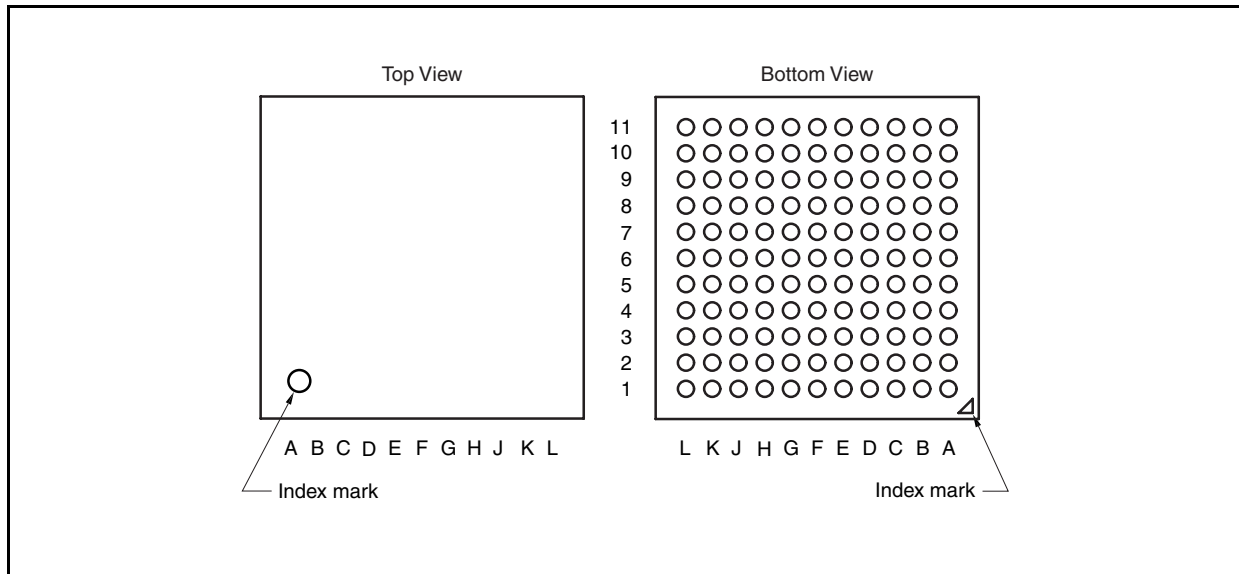 Top View
Bottom View
11
10
9
8
7
6
5
4
3
2
1
A B C D E F G H J K L
L K J H G F E D C B A
Index mark
Index mark